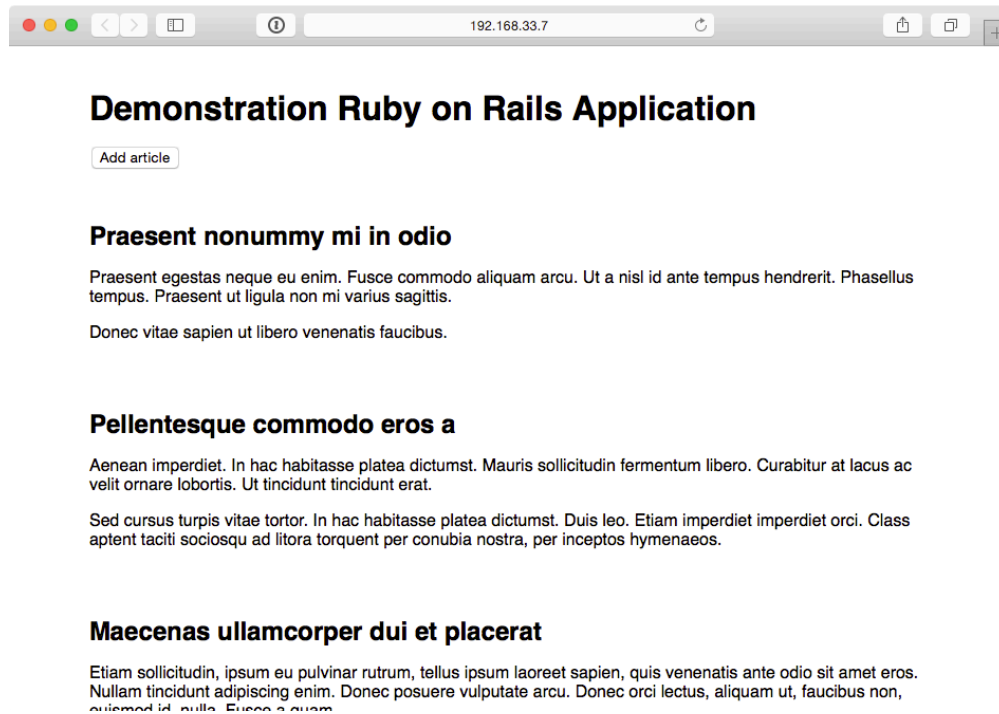 192.168.33.7
Demonstration Ruby on Rails Application
Add article
Praesent nonummy mi in odio
Praesent egestas neque eu enim. Fusce commodo aliquam arcu. Ut a nisl id ante tempus hendrerit. Phasellus
tempus. Praesent ut ligula non mi varius sagittis.
Donec vitae sapien ut libero venenatis faucibus.
Pellentesque commodo eros a
Aenean imperdiet. In hac habitasse platea dictumst. Mauris sollicitudin fermentum libero. Curabitur at lacus ac
velit ornare lobortis. Ut tincidunt tincidunt erat.
Sed cursus turpis vitae tortor. In hac habitasse platea dictumst. Duis leo. Etiam imperdiet imperdiet orci. Class
aptent taciti sociosqu ad litora torquent per conubia nostra, per inceptos hymenaeos.
Maecenas ullamcorper dui et placerat
Etiam sollicitudin, ipsum eu pulvinar rutrum, tellus ipsum laoreet sapien, quis venenatis ante odio sit amet eros.
Nullam tincidunt adipiscing enim. Donec posuere vulputate arcu. Donec orci lectus, aliquam ut, faucibus non,
euismod id, nulla. Fusce a quam